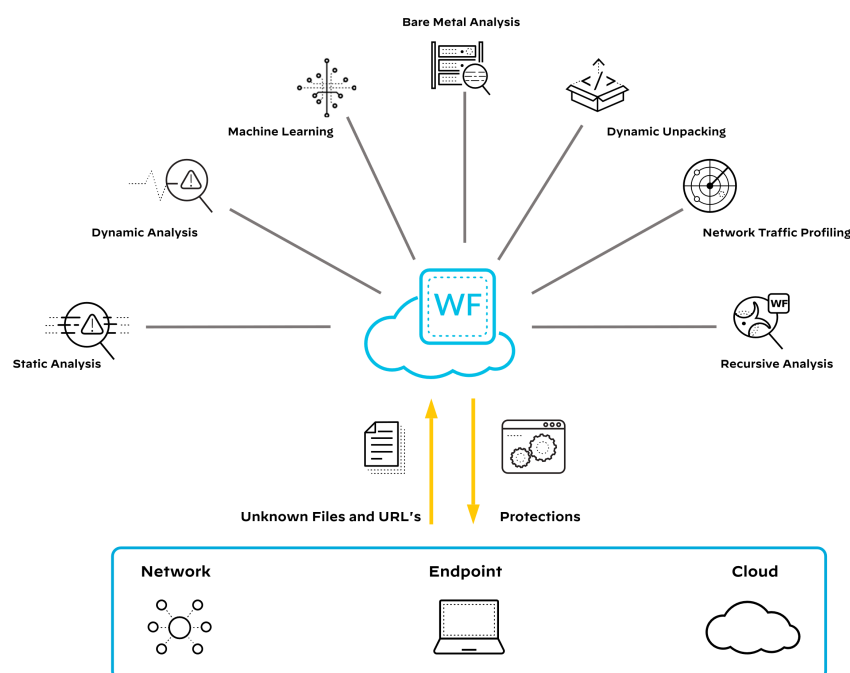 Bare Metal Analysis
Machine Learning
Dynamic Unpacking
Dynamic Analysis
Network Traffic Profiling
WF
WF
Static Analysis
Recursive Analysis
Unknown Files and URL's
Protections
Network
Endpoint
Cloud